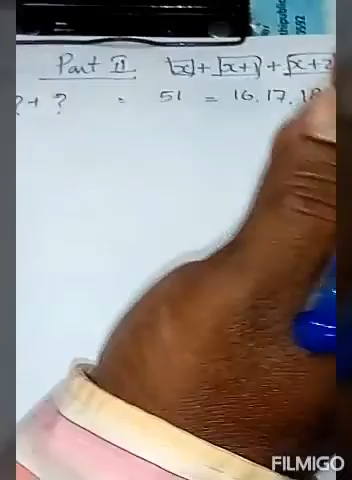 Part II x + x+1 + x+2
? + ? = 51 = 16, 17, 18
FILMIGO